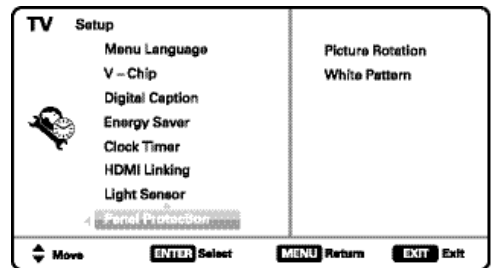 TV Setup
Menu Language
V – Chip
Digital Caption
Energy Saver
Clock Timer
HDMI Linking
Light Sensor
Panel Protection
Picture Rotation
White Pattern
Move ENTER Select MENU Return EXIT Exit